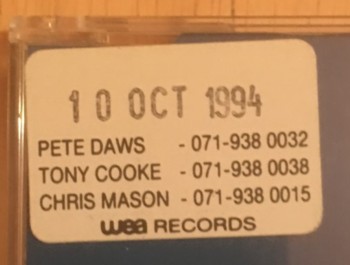 10 OCT 1994
PETE DAWS - 071-938 0032
TONY COOKE - 071-938 0038
CHRIS MASON - 071-938 0015
wea RECORDS